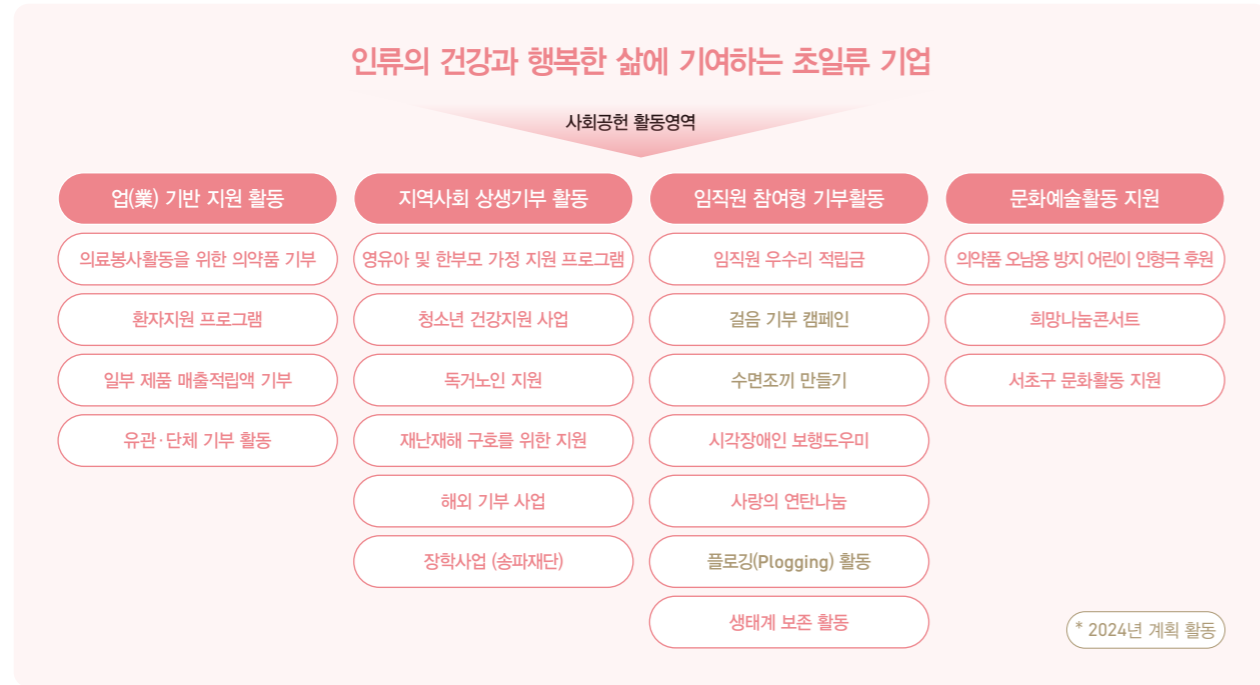 인류의 건강과 행복한 삶에 기여하는 초일류 기업
사회공헌 활동영역
업(業) 기반 지원 활동
의료봉사활동을 위한 의약품 기부
환자지원 프로그램
일부 제품 매출적립액 기부
유관·단체 기부 활동
지역사회 상생기부 활동
영유아 및 한부모 가정 지원 프로그램
청소년 건강지원 사업
독거노인 지원
재난재해 구호를 위한 지원
해외 기부 사업
장학사업 (송파재단)
임직원 참여형 기부활동
임직원 우수리 적립금
걸음 기부 캠페인
수면조끼 만들기
시각장애인 보행도우미
사랑의 연탄나눔
플로깅(Plogging) 활동
생태계 보존 활동
문화예술활동 지원
의약품 오남용 방지 어린이 인형극 후원
희망나눔콘서트
서초구 문화활동 지원
* 2024년 계획 활동